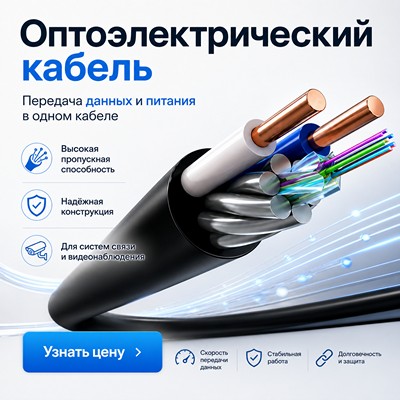 Оптоэлектрический
кабель
Передача данных и питания
в одном кабеле
Высокая
пропускная
способность
Надёжная
конструкция
Для систем связи
и видеонаблюдения
Узнать цену
Скорость
передачи
данных
Стабильная
работа
Долговечность
и защита